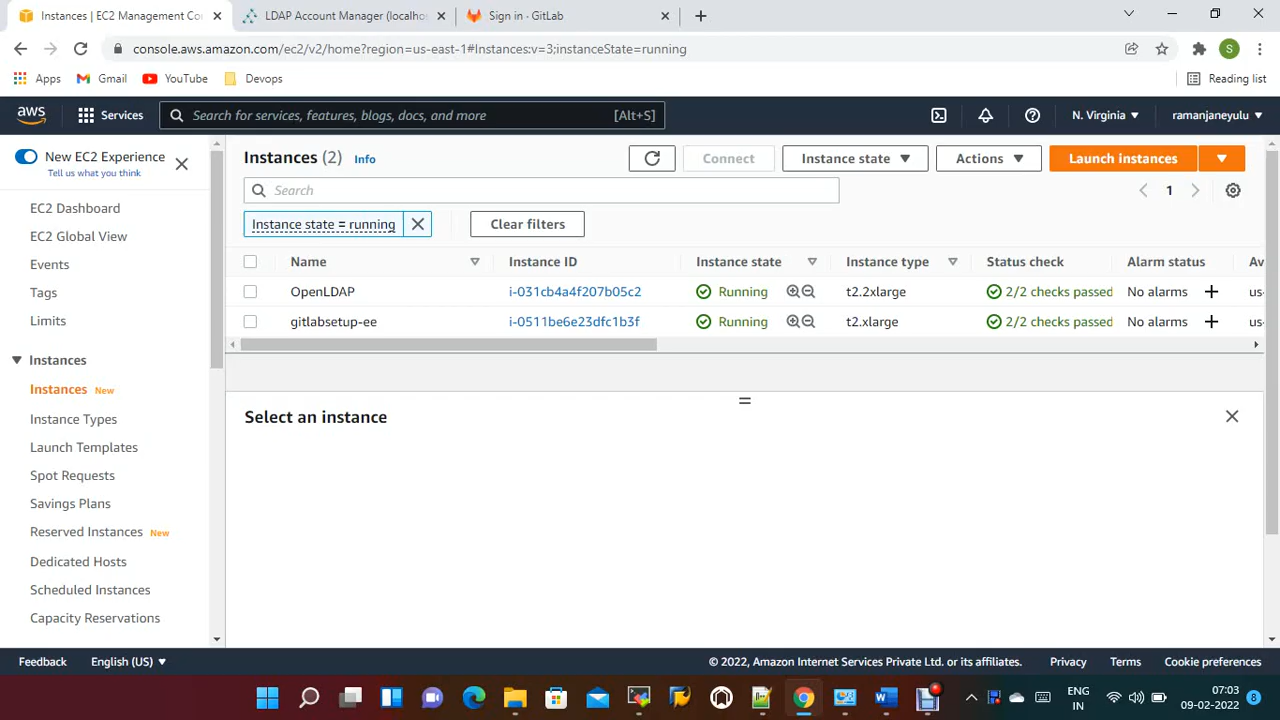 Instances | EC2 Management Con
LDAP Account Manager (localhos
Sign in · GitLab
console.aws.amazon.com/ec2/v2/home?region=us-east-1#Instances:v=3;instanceState=running
S
Apps
Gmail
YouTube
Devops
Reading list
aws
Services
Search for services, features, blogs, docs, and more
[Alt+S]
N. Virginia
ramanjaneyulu
New EC2 Experience
Tell us what you think
EC2 Dashboard
EC2 Global View
Events
Tags
Limits
Instances
Instances New
Instance Types
Launch Templates
Spot Requests
Savings Plans
Reserved Instances New
Dedicated Hosts
Scheduled Instances
Capacity Reservations
Instances (2) Info
Connect
Instance state
Actions
Launch instances
Search
1
Instance state = running
Clear filters
Name Instance ID Instance state Instance type Status check Alarm status Av
OpenLDAP i-031cb4a4f207b05c2 Running t2.2xlarge 2/2 checks passed No alarms us-
gitlabsetup-ee i-0511be6e23dfc1b3f Running t2.xlarge 2/2 checks passed No alarms us-
Select an instance
Feedback English (US) © 2022, Amazon Internet Services Private Ltd. or its affiliates. Privacy Terms Cookie preferences
ENG
IN
07:03
09-02-2022
8